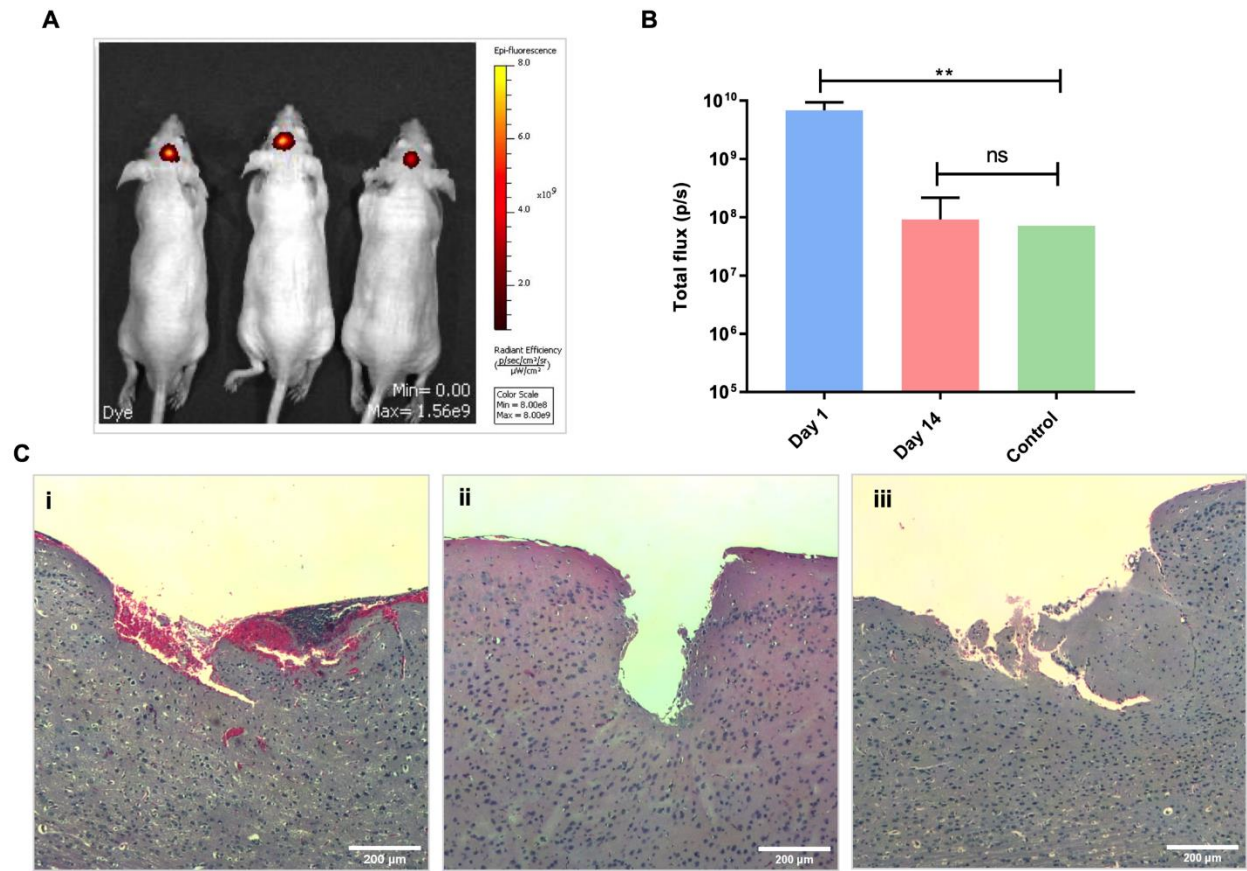 A
Epi-fluorescence
8.0
6.0
x10⁹
4.0
2.0
Radiant Efficiency
(p/sec/cm²/sr
µW/cm²)
Color Scale
Min = 8.00e8
Max = 8.00e9
Dye
Min= 0.00
Max= 1.56e9
B
**
ns
Total flux (p/s)
10¹⁰
10⁹
10⁸
10⁷
10⁶
10⁵
Day 1
Day 14
Control
C
i
200 µm
ii
200 µm
iii
200 µm